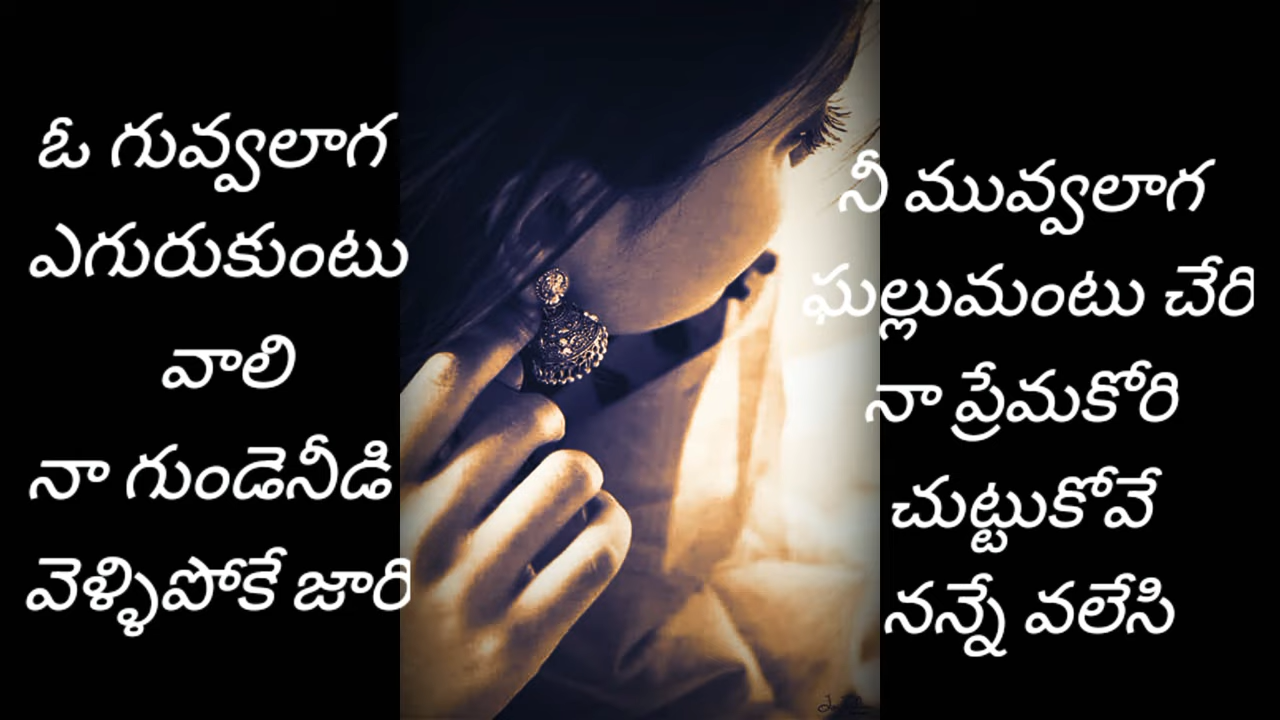 ఓ గువ్వలాగ
ఎగురుకుంటు
వాలి
నా గుండెనీడి
వెళ్ళిపోకే జారి
నీ మువ్వలాగ
ఘల్లుమంటు చేరి
నా ప్రేమకోరి
చుట్టుకోవే
నన్నే వలేసి